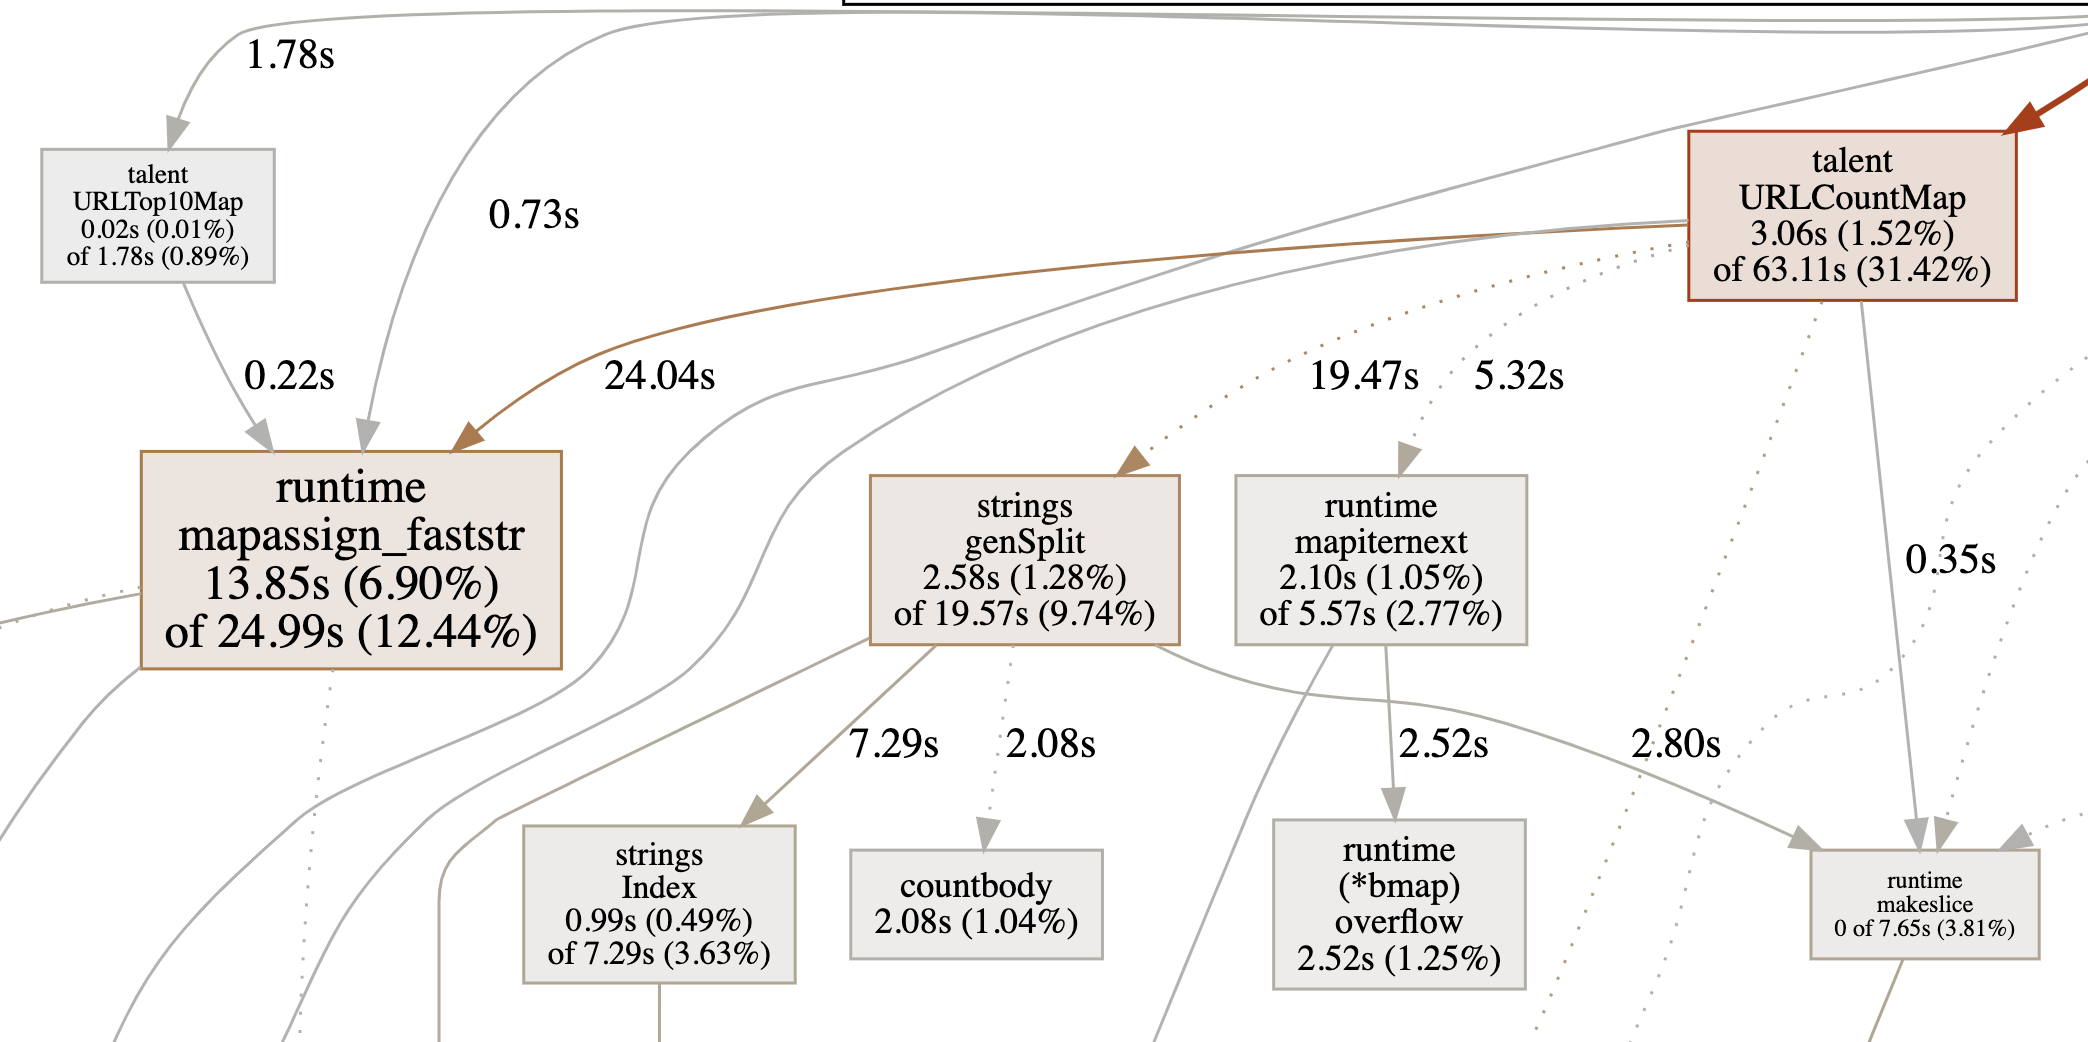 1.78s
talent
URLTop10Map
0.02s (0.01%)
of 1.78s (0.89%)
0.73s
talent
URLCountMap
3.06s (1.52%)
of 63.11s (31.42%)
0.22s
24.04s
19.47s
5.32s
runtime
mapassign_faststr
13.85s (6.90%)
of 24.99s (12.44%)
strings
genSplit
2.58s (1.28%)
of 19.57s (9.74%)
runtime
mapiternext
2.10s (1.05%)
of 5.57s (2.77%)
0.35s
7.29s
2.08s
2.52s
2.80s
strings
Index
0.99s (0.49%)
of 7.29s (3.63%)
countbody
2.08s (1.04%)
runtime
(*bmap)
overflow
2.52s (1.25%)
runtime
makeslice
0 of 7.65s (3.81%)